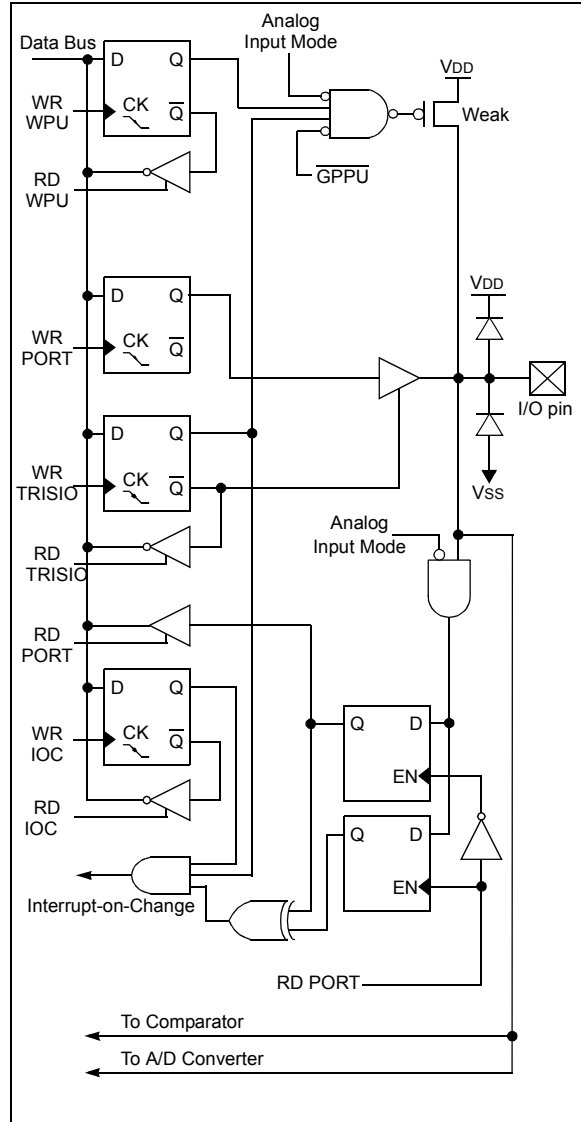 Analog
Input Mode
Data Bus
D Q
VDD
WR
WPU
CK
Q
Weak
RD
WPU
GPPU
VDD
D Q
WR
PORT
CK
Q
I/O pin
D Q
WR
TRISIO
CK
Q
VSS
Analog
Input Mode
RD
TRISIO
RD
PORT
D Q
Q D
WR
IOC
CK
Q
EN
RD
IOC
Q D
EN
Interrupt-on-Change
RD PORT
To Comparator
To A/D Converter